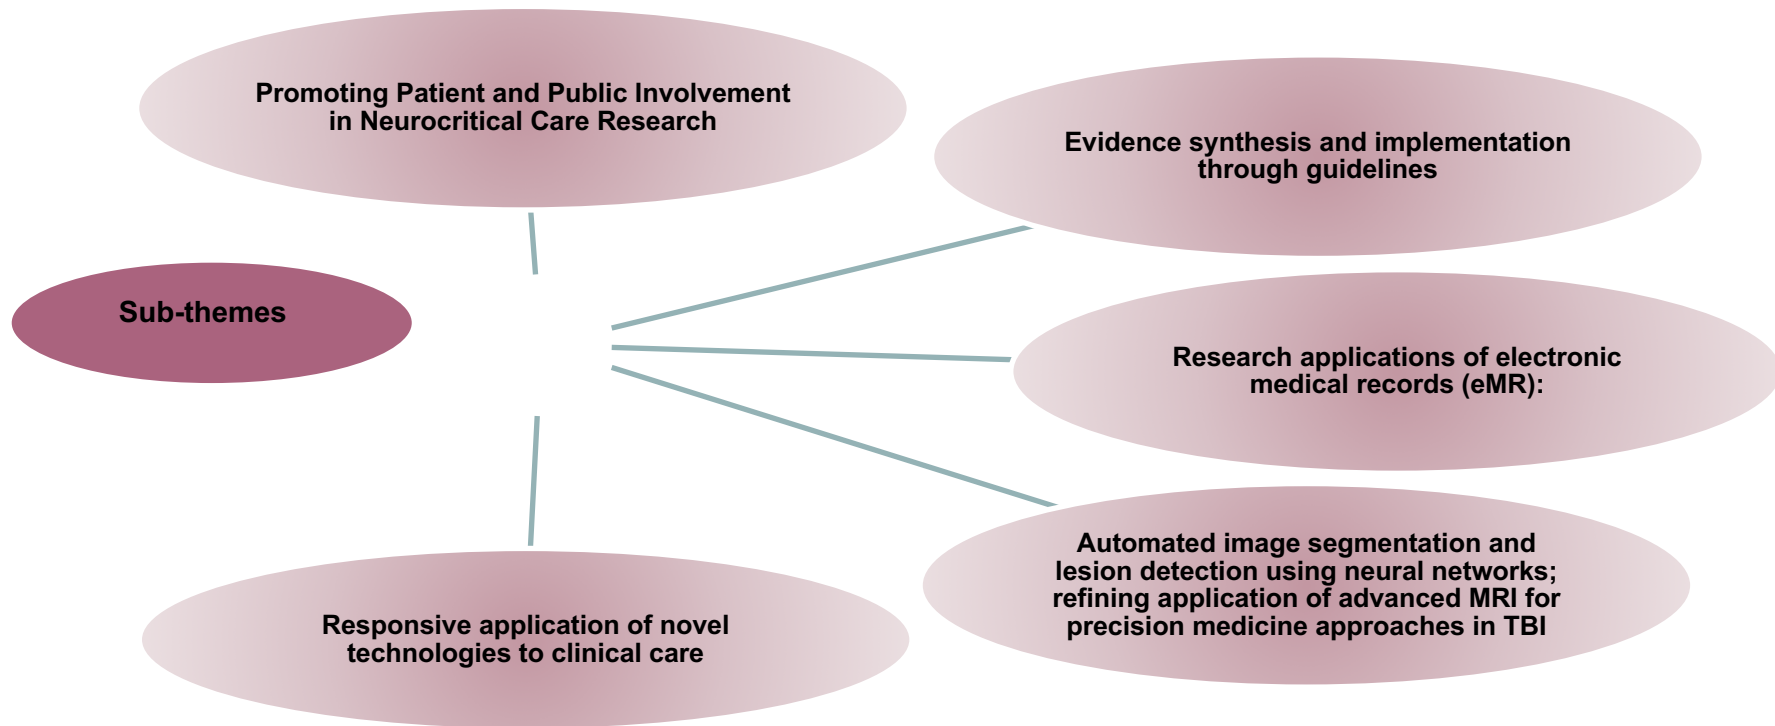 Promoting Patient and Public Involvement
in Neurocritical Care Research
Evidence synthesis and implementation
through guidelines
Sub-themes
Research applications of electronic
medical records (eMR):
Automated image segmentation and
lesion detection using neural networks;
refining application of advanced MRI for
precision medicine approaches in TBI
Responsive application of novel
technologies to clinical care